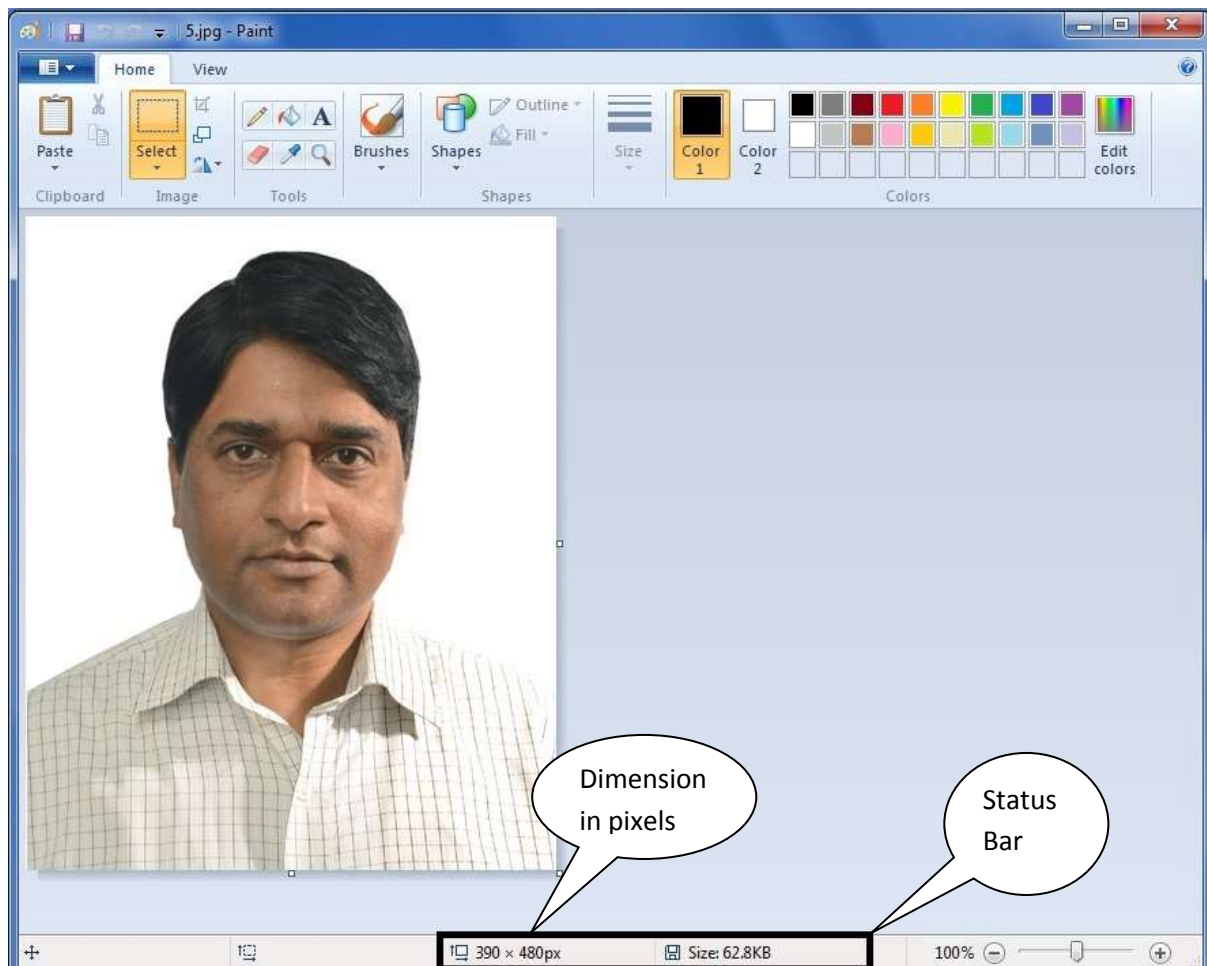 5.jpg - Paint
Home View
Paste
Select
A
Brushes
Shapes
Outline
Fill
Size
Color 1
Color 2
Edit colors
Clipboard
Image
Tools
Shapes
Colors
Dimension
in pixels
Status
Bar
390 × 480px
Size: 62.8KB
100%